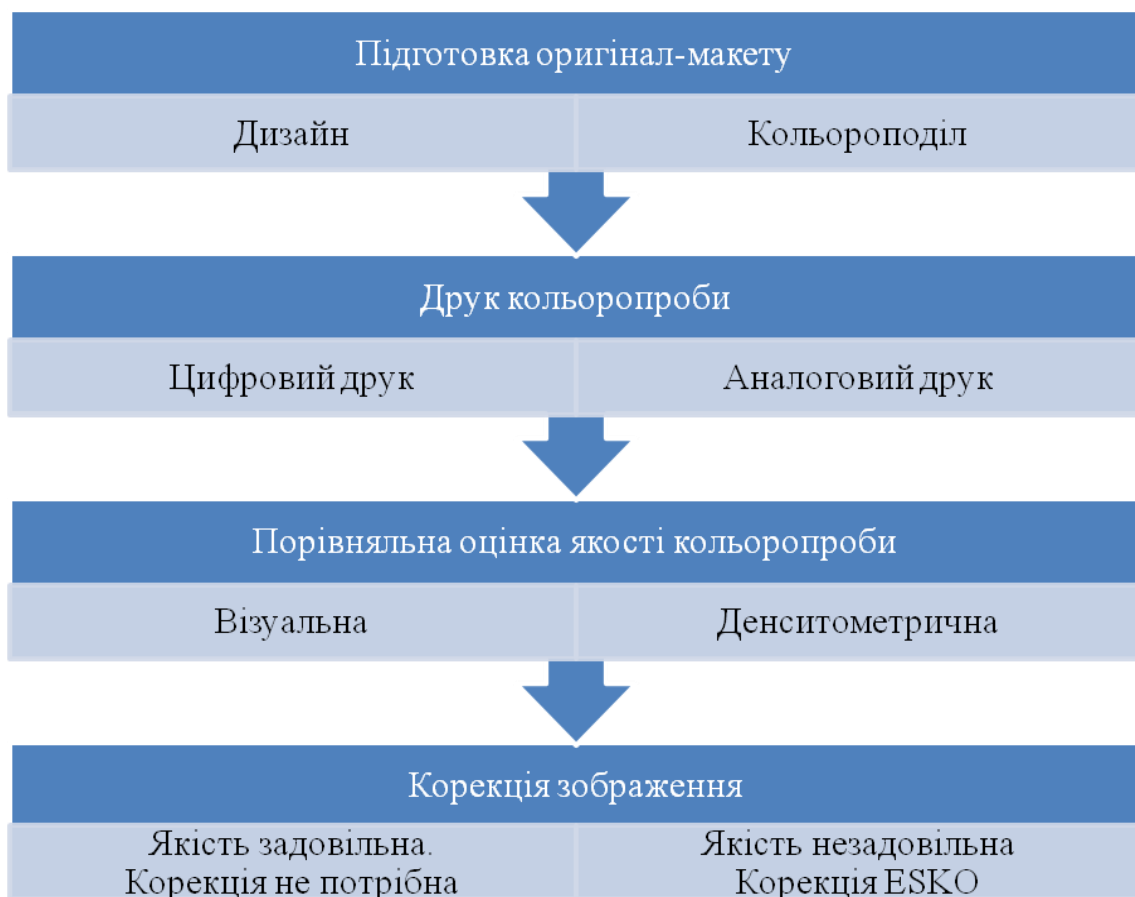 Підготовка оригінал-макету
Дизайн
Кольороподіл
Друк кольоропроби
Цифровий друк
Аналоговий друк
Порівняльна оцінка якості кольоропроби
Візуальна
Денситометрична
Корекція зображення
Якість задовільна.
Корекція не потрібна
Якість незадовільна
Корекція ESKO